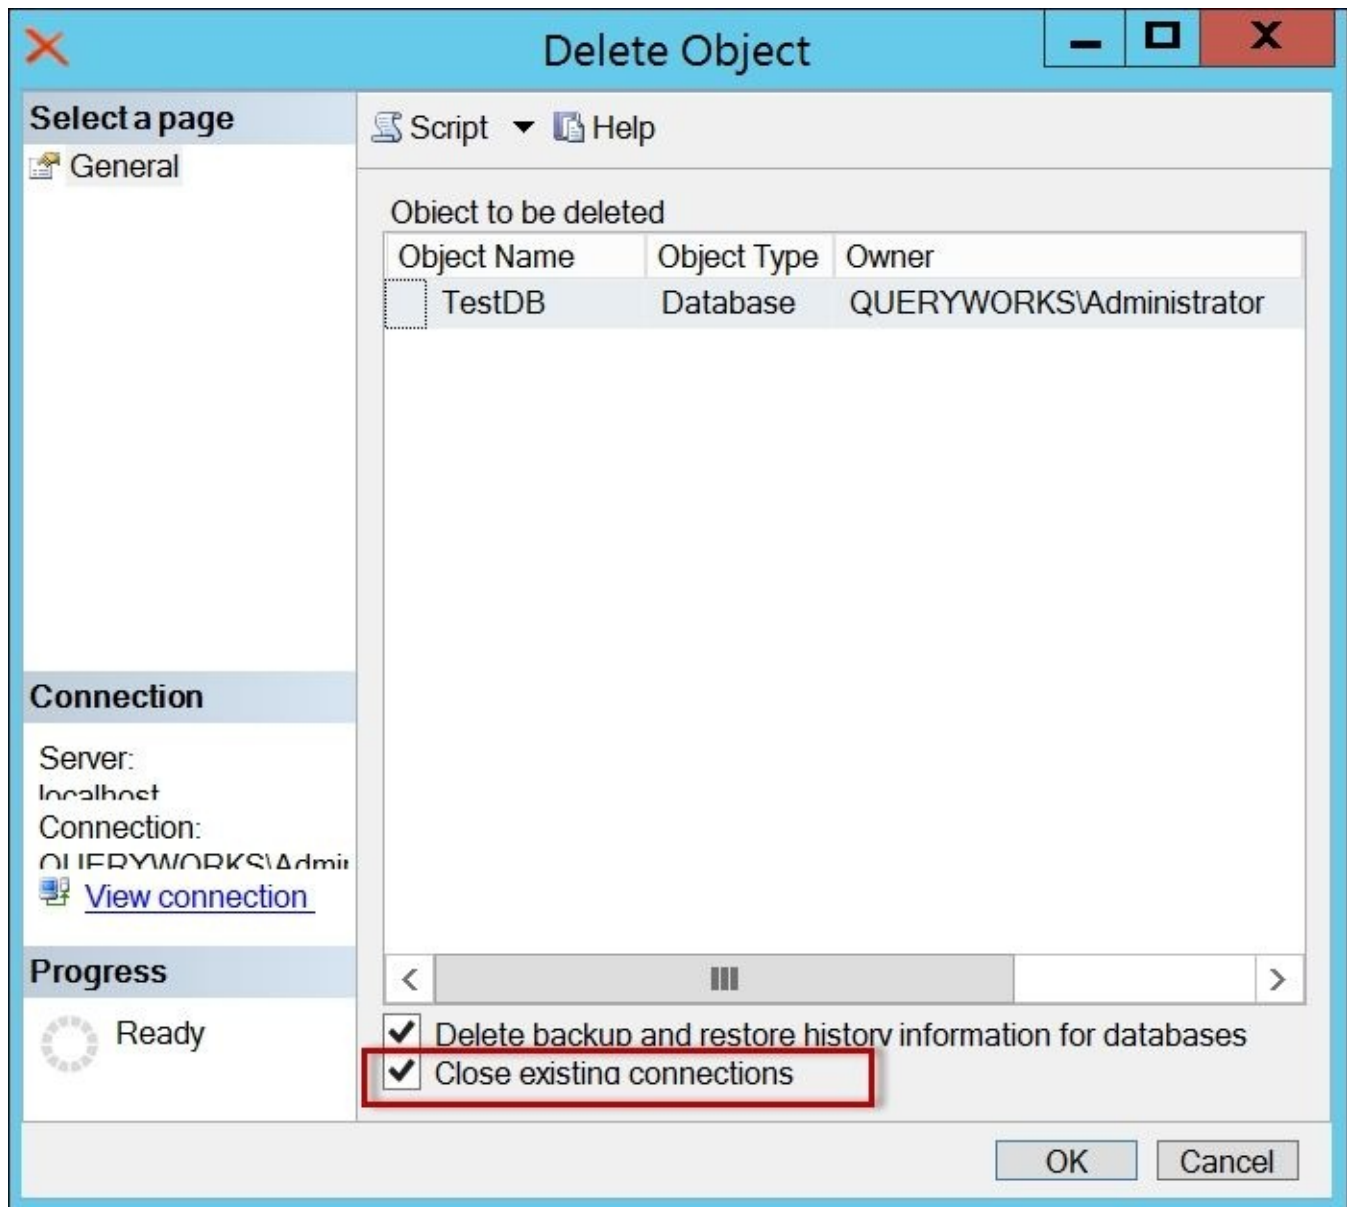 Delete Object
Select a page
General
Script Help
Object to be deleted
Object Name Object Type Owner
TestDB Database QUERYWORKS\Administrator
Connection
Server:
localhost
Connection:
QUERYWORKS\Admin
View connection
Progress
Ready
Delete backup and restore history information for databases
Close existing connections
OK Cancel